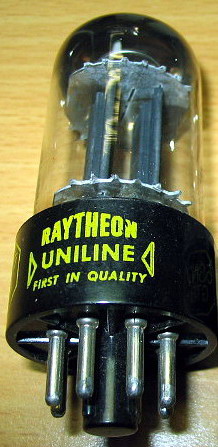 RAYTHEON
UNILINE
FIRST IN QUALITY